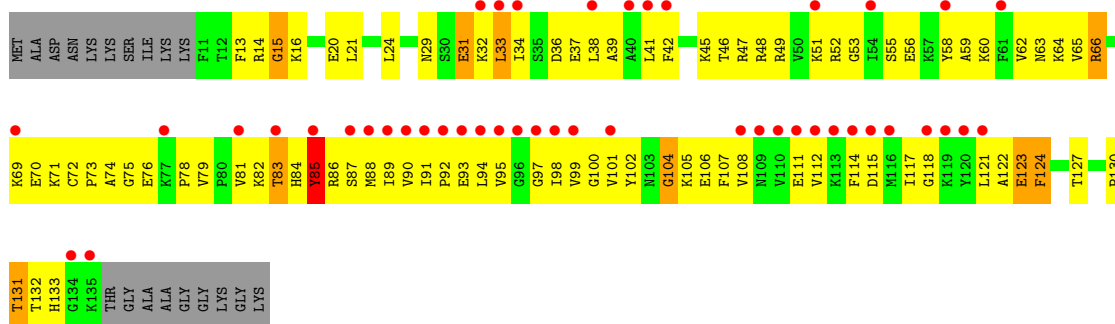 MET ALA ASP ASN LYS LYS SER ILE LYS LYS F11 T12 F13 R14 G15 K16 E20 L21 L24 N29 S30 E31 K32 L33 I34 S35 D36 E37 L38 A39 A40 L41 F42 K45 T46 R47 R48 R49 V50 K51 R52 G53 I54 S55 E56 K57 Y58 A59 K60 F61 V62 N63 K64 V65 R66
K69 E70 K71 C72 P73 A74 G75 E76 K77 P78 V79 P80 V81 K82 T83 H84 Y85 R86 S87 M88 I89 V90 I91 P92 E93 L94 V95 G96 G97 I98 V99 G100 V101 Y102 N103 G104 K105 E106 F107 V108 N109 V110 E111 V112 K113 F114 D115 M116 I117 G118 K119 Y120 L121 A122 E123 F124 T127
T131 T132 H133 G134 K135 THR GLY ALA ALA GLY GLY LYS GLY LYS